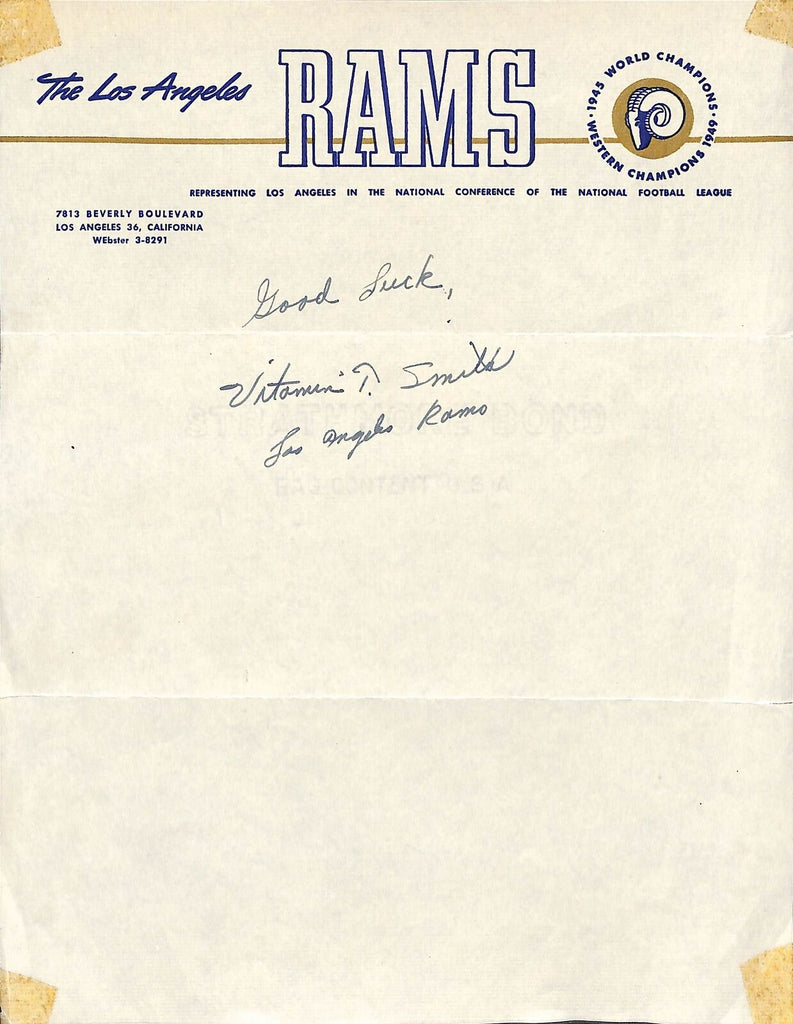 The Los Angeles RAMS
1945 WORLD CHAMPIONS · WESTERN CHAMPIONS 1949
REPRESENTING LOS ANGELES IN THE NATIONAL CONFERENCE OF THE NATIONAL FOOTBALL LEAGUE
7813 BEVERLY BOULEVARD
LOS ANGELES 36, CALIFORNIA
WEbster 3-8291
Good Luck,
Vitamin T. Smith
Los Angeles Rams